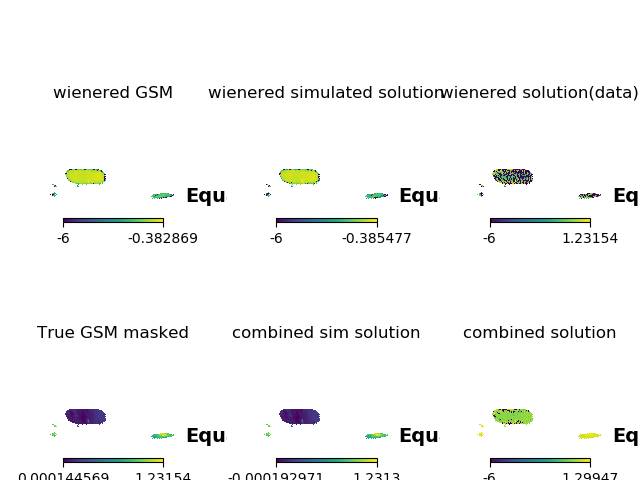 wienered GSM wienered simulated solution wienered solution(data)
Equ Equ Eq
-6 -0.382869 -6 -0.385477 -6 1.23154
True GSM masked combined sim solution combined solution
Equ Equ Eq
0.000144569 1.23154 -0.000192971 1.2313 -6 1.29947